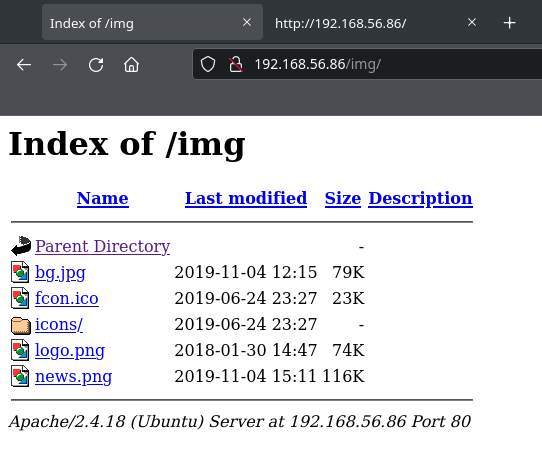 Index of /img
http://192.168.56.86/
192.168.56.86/img/
Index of /img
Name Last modified Size Description
Parent Directory -
bg.jpg 2019-11-04 12:15 79K
fcon.ico 2019-06-24 23:27 23K
icons/ 2019-06-24 23:27 -
logo.png 2018-01-30 14:47 74K
news.png 2019-11-04 15:11 116K
Apache/2.4.18 (Ubuntu) Server at 192.168.56.86 Port 80